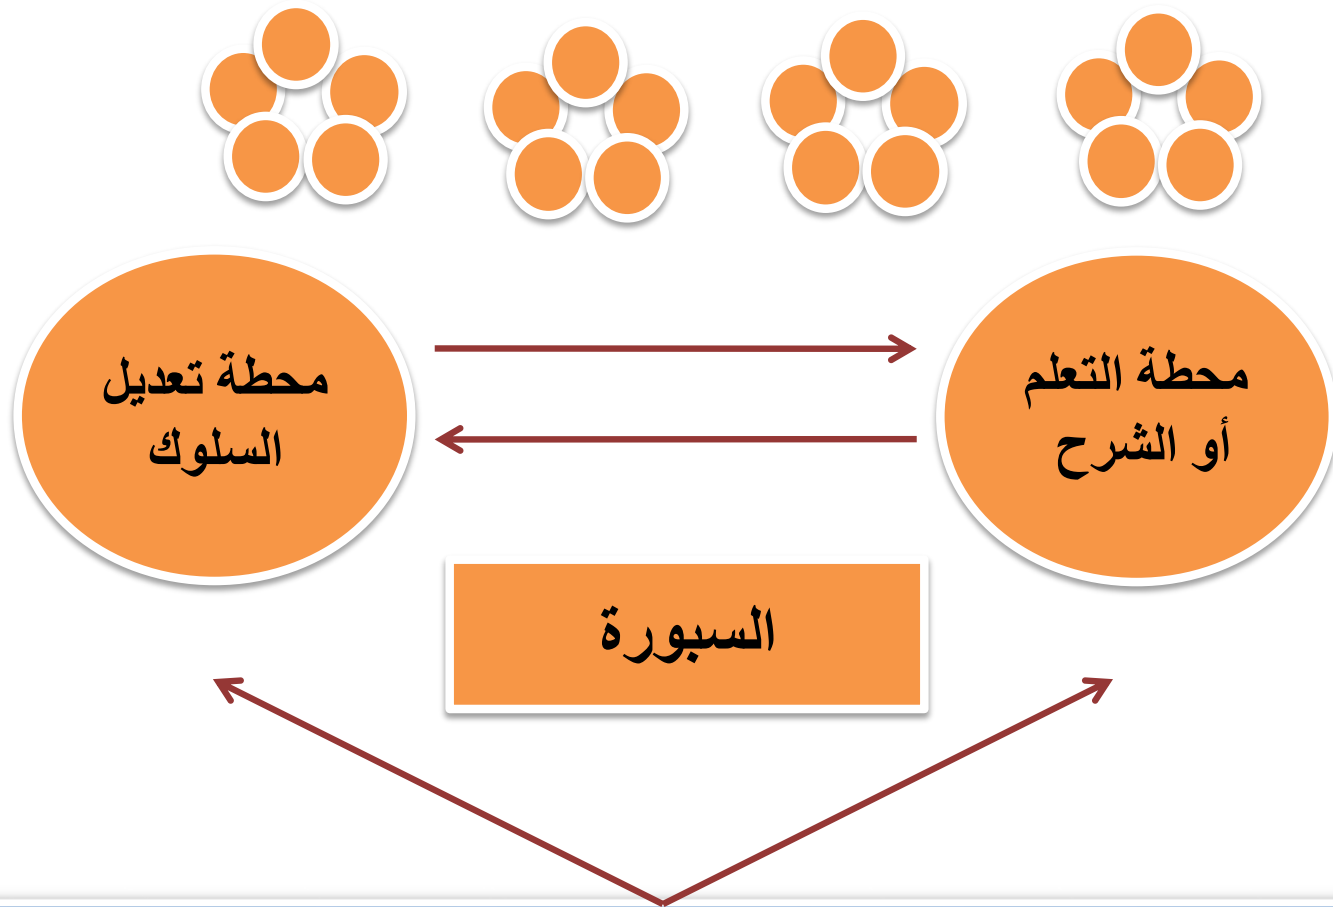 محطة التعلم
أو الشرح
محطة تعديل
السلوك
السبورة